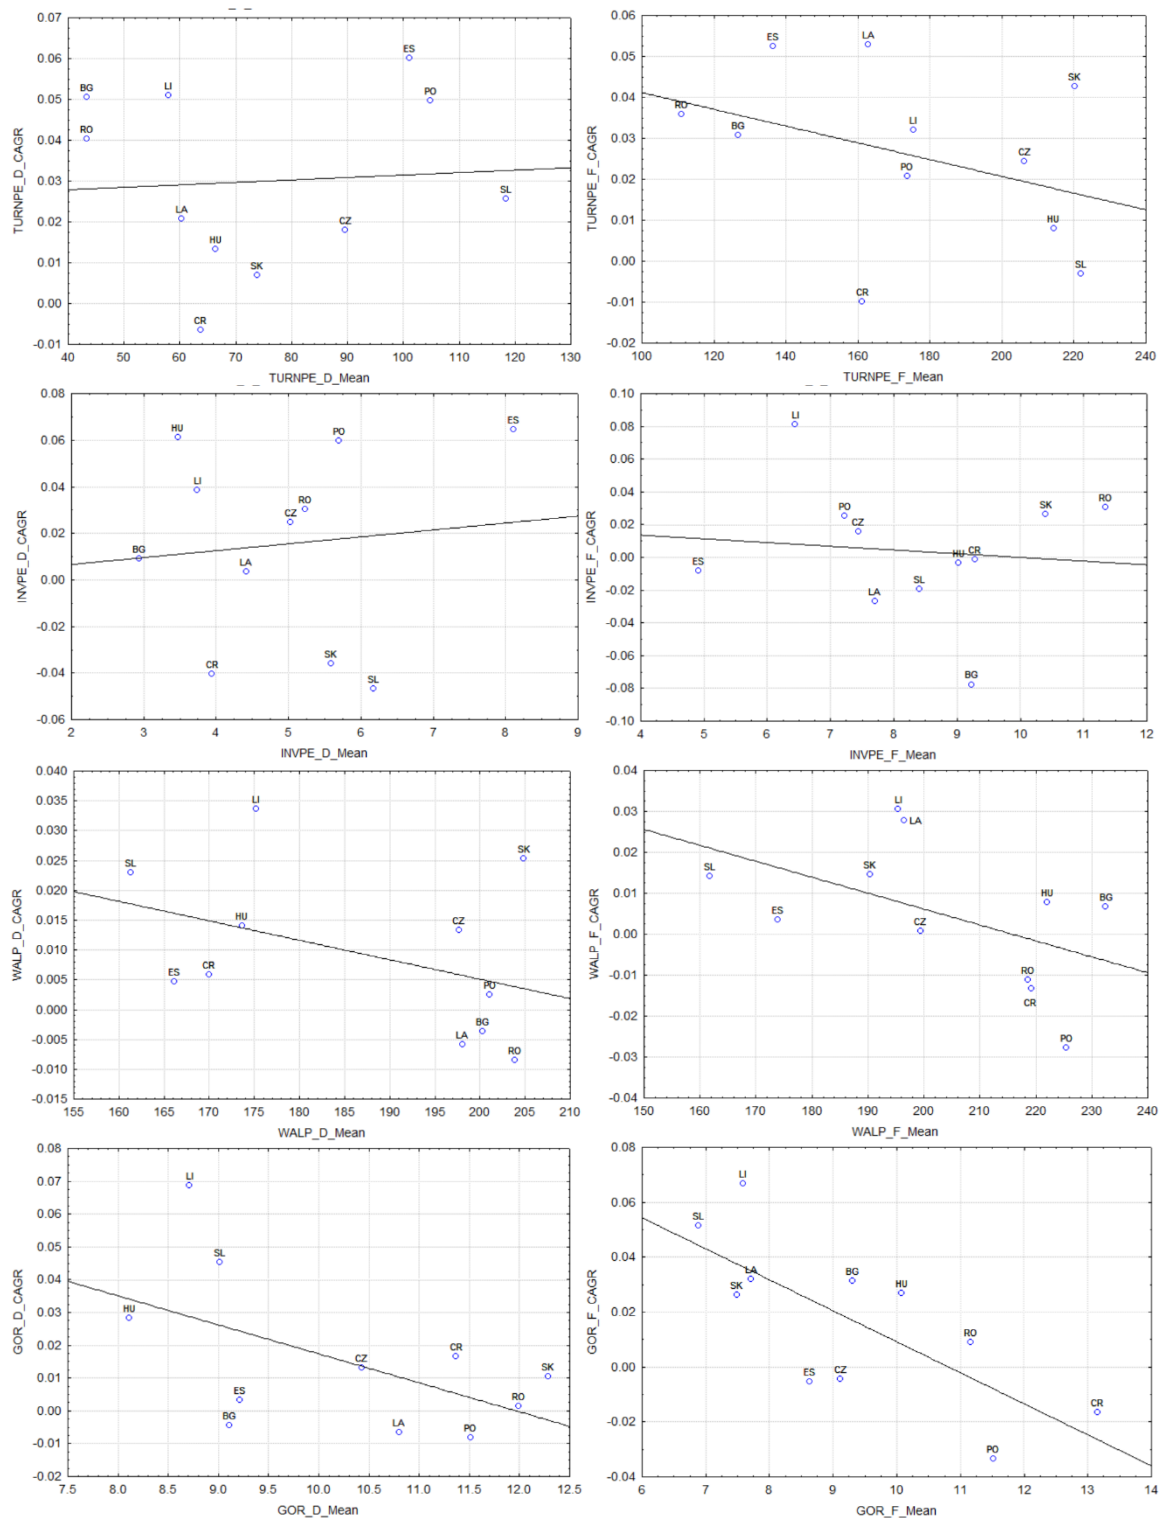 0.07
0.06
0.05
0.04
0.03
0.02
0.01
0.00
-0.01
TURNPE_D_CAGR
BG
RO
LI
LA
HU
SK
CR
CZ
ES
PO
SL
40 50 60 70 80 90 100 110 120 130
TURNPE_D_Mean
0.06
0.05
0.04
0.03
0.02
0.01
0.00
-0.01
-0.02
TURNPE_F_CAGR
RO
BG
ES
LA
CR
PO
LI
CZ
HU
SK
SL
100 120 140 160 180 200 220 240
TURNPE_F_Mean
0.08
0.06
0.04
0.02
0.00
-0.02
-0.04
-0.06
INVPE_D_CAGR
BG
HU
LI
CR
LA
CZ
RO
SK
PO
SL
ES
2 3 4 5 6 7 8 9
INVPE_D_Mean
0.10
0.08
0.06
0.04
0.02
0.00
-0.02
-0.04
-0.06
-0.08
-0.10
INVPE_F_CAGR
ES
LI
PO
CZ
LA
SL
HU
CR
BG
SK
RO
4 5 6 7 8 9 10 11 12
INVPE_F_Mean
0.040
0.035
0.030
0.025
0.020
0.015
0.010
0.005
0.000
-0.005
-0.010
-0.015
WALP_D_CAGR
SL
ES
CR
HU
LI
CZ
LA
BG
PO
RO
SK
155 160 165 170 175 180 185 190 195 200 205 210
WALP_D_Mean
0.04
0.03
0.02
0.01
0.00
-0.01
-0.02
-0.03
-0.04
WALP_F_CAGR
SL
ES
SK
LI
LA
CZ
RO
CR
HU
PO
BG
150 160 170 180 190 200 210 220 230 240
WALP_F_Mean
0.08
0.07
0.06
0.05
0.04
0.03
0.02
0.01
0.00
-0.01
-0.02
GOR_D_CAGR
HU
LI
SL
BG
ES
CZ
LA
CR
PO
RO
SK
7.5 8.0 8.5 9.0 9.5 10.0 10.5 11.0 11.5 12.0 12.5
GOR_D_Mean
0.08
0.06
0.04
0.02
0.00
-0.02
-0.04
GOR_F_CAGR
SL
SK
LI
LA
ES
CZ
BG
HU
RO
PO
CR
6 7 8 9 10 11 12 13 14
GOR_F_Mean